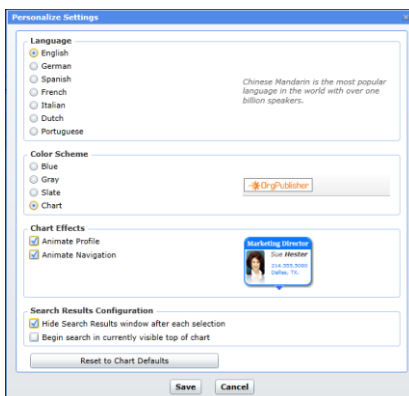 Personalize Settings
Language
English
German
Spanish
French
Italian
Dutch
Portuguese
Chinese Mandarin is the most popular
language in the world with over one
billion speakers.
Color Scheme
Blue
Gray
Slate
Chart
OrgPublisher
Chart Effects
Animate Profile
Animate Navigation
Marketing Director
Sue Hester
214.555.5000
Dallas, TX.
Search Results Configuration
Hide Search Results window after each selection
Begin search in currently visible top of chart
Reset to Chart Defaults
Save Cancel